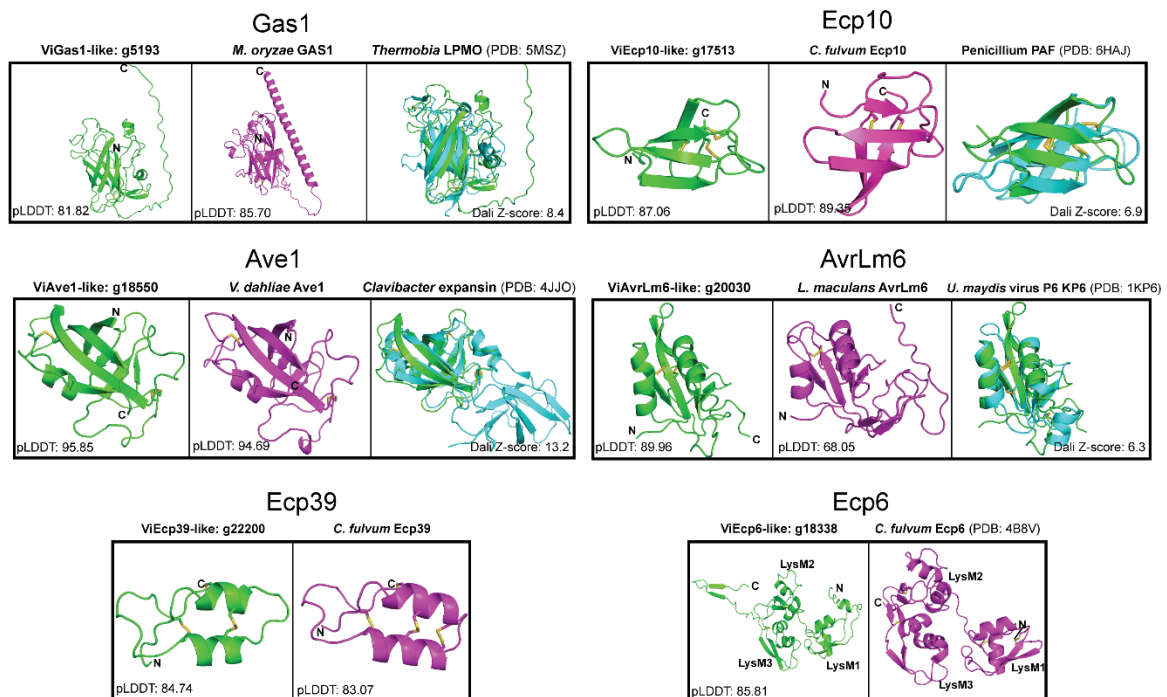 Gas1
ViGas1-like: g5193
M. oryzae GAS1
Thermobia LPMO (PDB: 5MSZ)
C
N
pLDDT: 81.82
C
N
pLDDT: 85.70
Dali Z-score: 8.4
Ecp10
ViEcp10-like: g17513
C. fulvum Ecp10
Penicillium PAF (PDB: 6HAJ)
C
N
pLDDT: 87.06
N
C
pLDDT: 89.35
Dali Z-score: 6.9
Ave1
ViAve1-like: g18550
V. dahliae Ave1
Clavibacter expansin (PDB: 4JJO)
N
C
pLDDT: 95.85
N
C
pLDDT: 94.69
Dali Z-score: 13.2
AvrLm6
ViAvrLm6-like: g20030
L. maculans AvrLm6
U. maydis virus P6 KP6 (PDB: 1KP6)
N
C
pLDDT: 89.96
C
N
pLDDT: 68.05
Dali Z-score: 6.3
Ecp39
ViEcp39-like: g22200
C. fulvum Ecp39
C
N
pLDDT: 84.74
C
N
pLDDT: 83.07
Ecp6
ViEcp6-like: g18338
C. fulvum Ecp6 (PDB: 4B8V)
LysM2
C
N
LysM3
LysM1
pLDDT: 85.81
LysM2
C
N
LysM1
LysM3